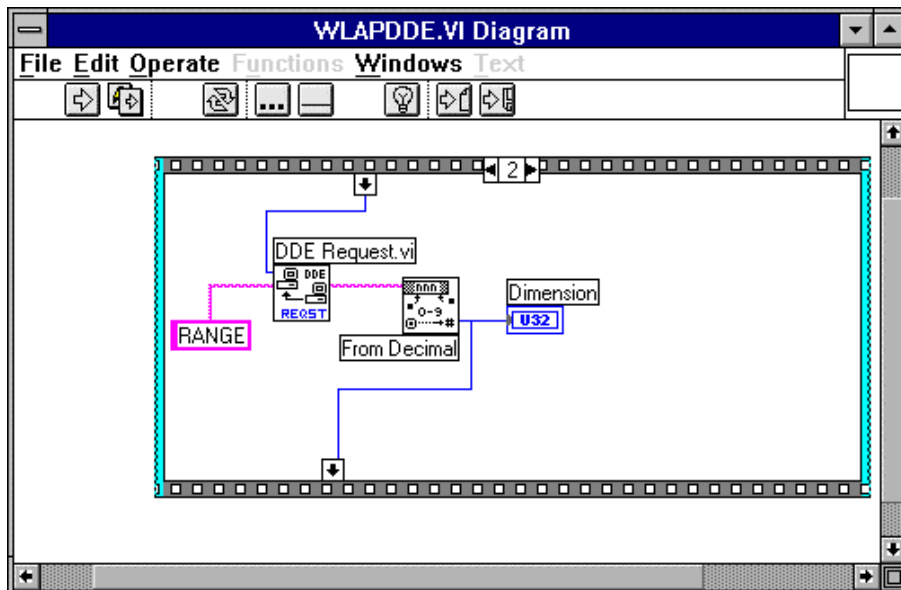 WLAPDDE.VI Diagram
File Edit Operate Functions Windows Text
2
DDE Request.vi
DDE
REQST
RANGE
nnn
0-9
#
From Decimal
Dimension
U32